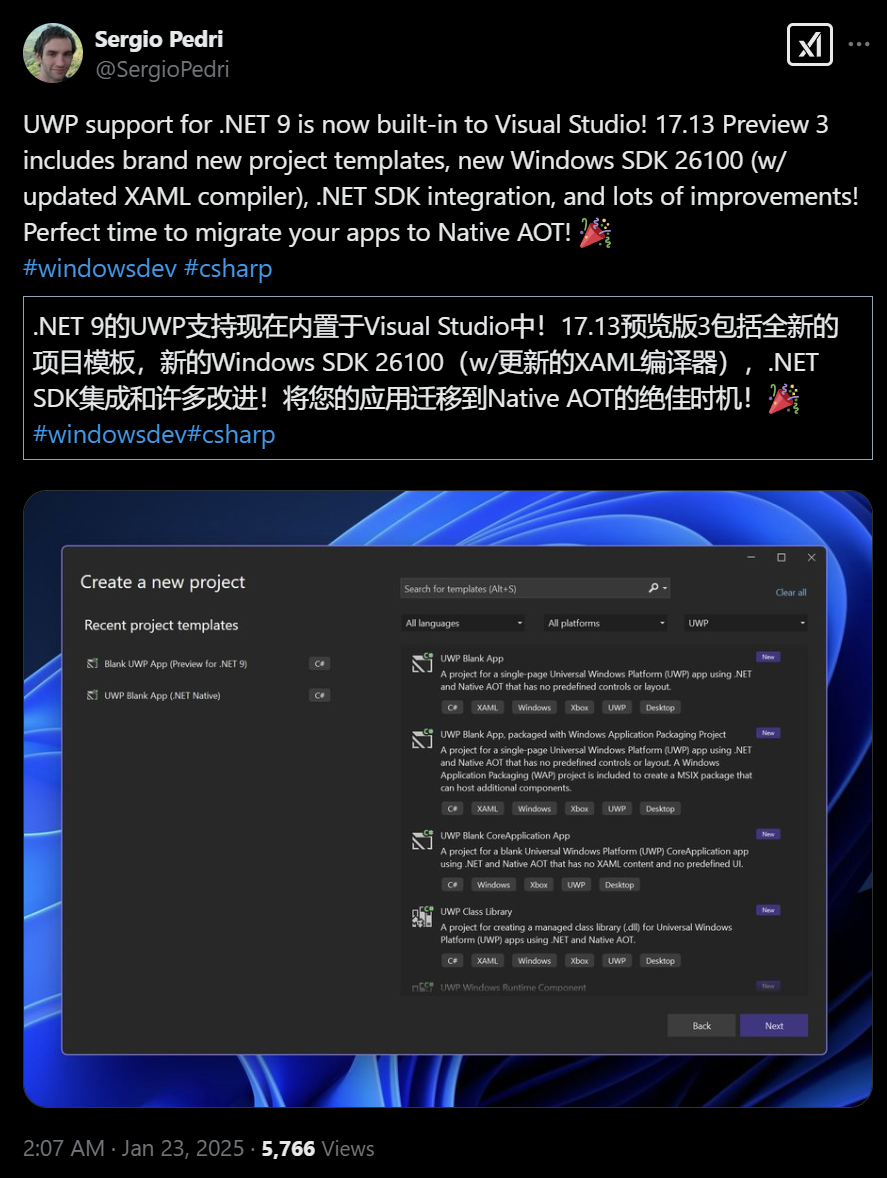 Sergio Pedri
@SergioPedri
UWP support for .NET 9 is now built-in to Visual Studio! 17.13 Preview 3
includes brand new project templates, new Windows SDK 26100 (w/
updated XAML compiler), .NET SDK integration, and lots of improvements!
Perfect time to migrate your apps to Native AOT! 🎉
#windowsdev #csharp
.NET 9的UWP支持现在内置于Visual Studio中！17.13预览版3包括全新的
项目模板，新的Windows SDK 26100（w/更新的XAML编译器），.NET
SDK集成和许多改进！将您的应用迁移到Native AOT的绝佳时机！🎉
#windowsdev#csharp
Create a new project
Search for templates (Alt+S)
Clear all
Recent project templates
All languages
All platforms
UWP
Blank UWP App (Preview for .NET 9)
C#
UWP Blank App (.NET Native)
C#
UWP Blank App
New
A project for a single-page Universal Windows Platform (UWP) app using .NET
and Native AOT that has no predefined controls or layout.
C# XAML Windows Xbox UWP Desktop
UWP Blank App, packaged with Windows Application Packaging Project
New
A project for a single-page Universal Windows Platform (UWP) app using .NET
and Native AOT that has no predefined controls or layout. A Windows
Application Packaging (WAP) project is included to create a MSIX package that
can host additional components.
C# XAML Windows Xbox UWP Desktop
UWP Blank CoreApplication App
New
A project for a blank Universal Windows Platform (UWP) CoreApplication app
using .NET and Native AOT that has no XAML content and no predefined UI.
C# Windows Xbox UWP Desktop
UWP Class Library
New
A project for creating a managed class library (.dll) for Universal Windows
Platform (UWP) apps using .NET and Native AOT.
C# XAML Windows Xbox UWP Desktop
UWP Windows Runtime Component
New
Back
Next
2:07 AM · Jan 23, 2025 · 5,766 Views